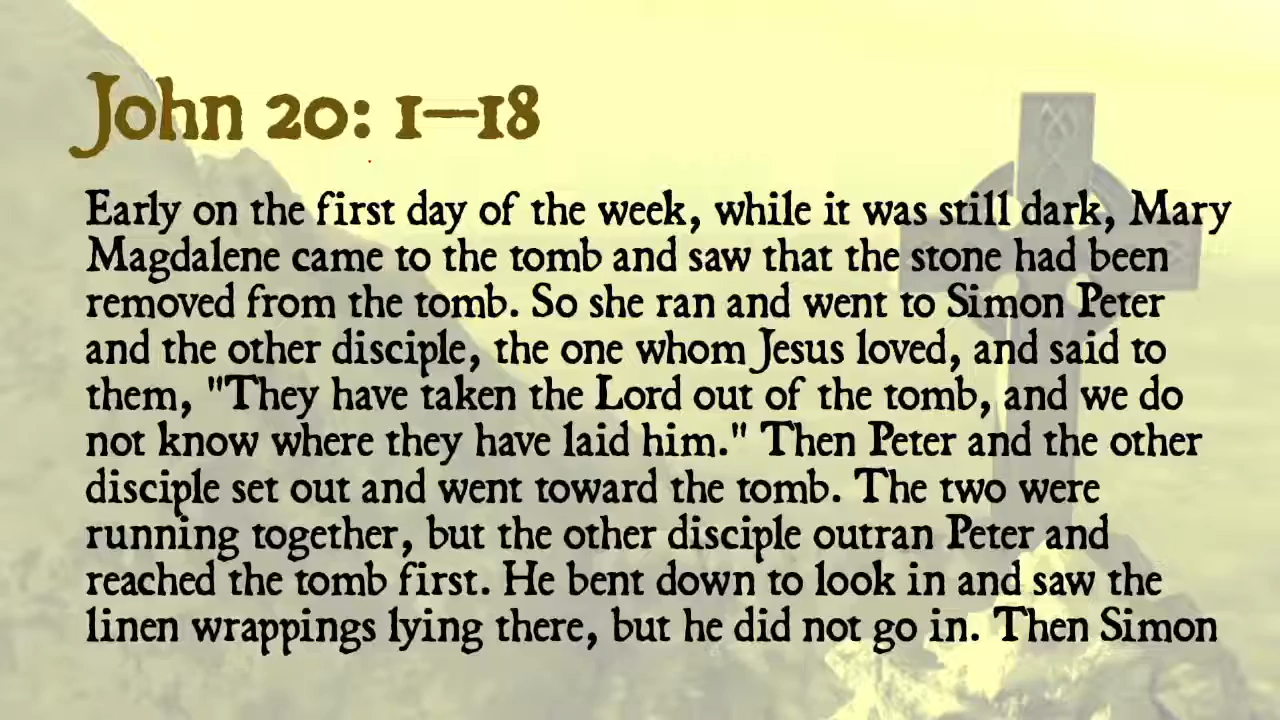 John 20: 1—18
Early on the first day of the week, while it was still dark, Mary
Magdalene came to the tomb and saw that the stone had been
removed from the tomb. So she ran and went to Simon Peter
and the other disciple, the one whom Jesus loved, and said to
them, "They have taken the Lord out of the tomb, and we do
not know where they have laid him." Then Peter and the other
disciple set out and went toward the tomb. The two were
running together, but the other disciple outran Peter and
reached the tomb first. He bent down to look in and saw the
linen wrappings lying there, but he did not go in. Then Simon